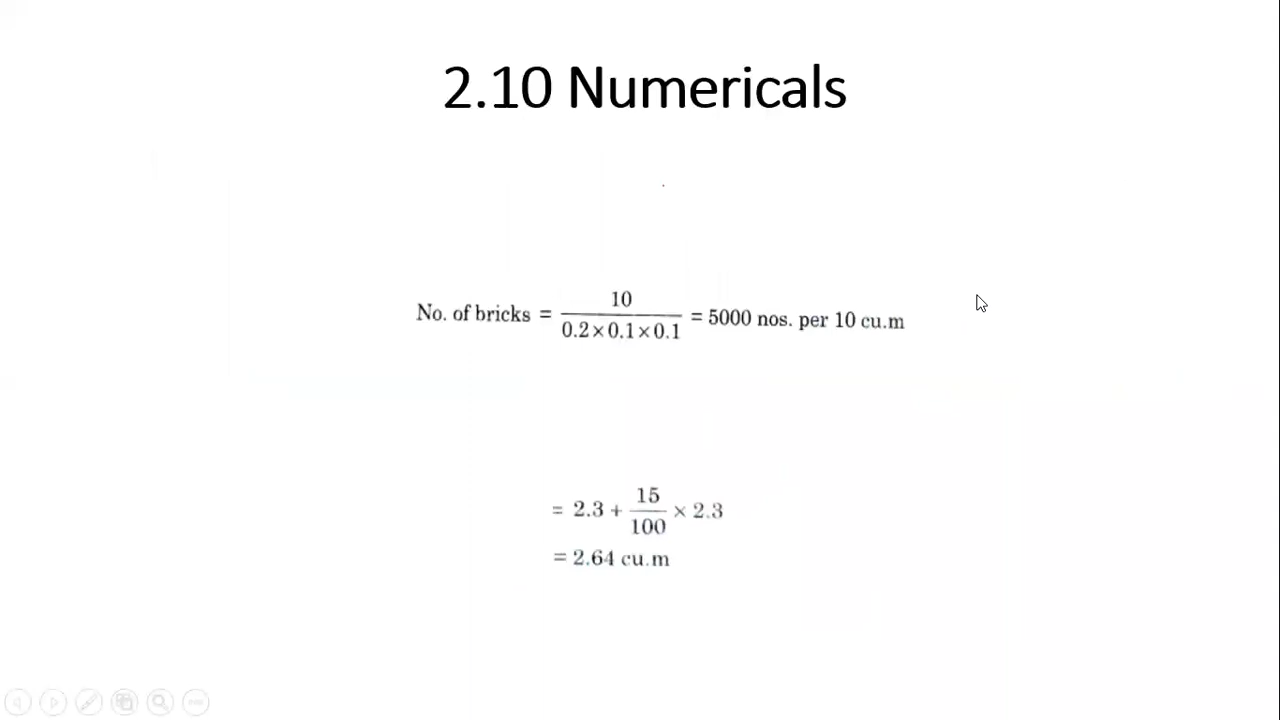 2.10 Numericals
No. of bricks = 10 / 0.2×0.1×0.1 = 5000 nos. per 10 cu.m
= 2.3 + 15/100 × 2.3
= 2.64 cu.m